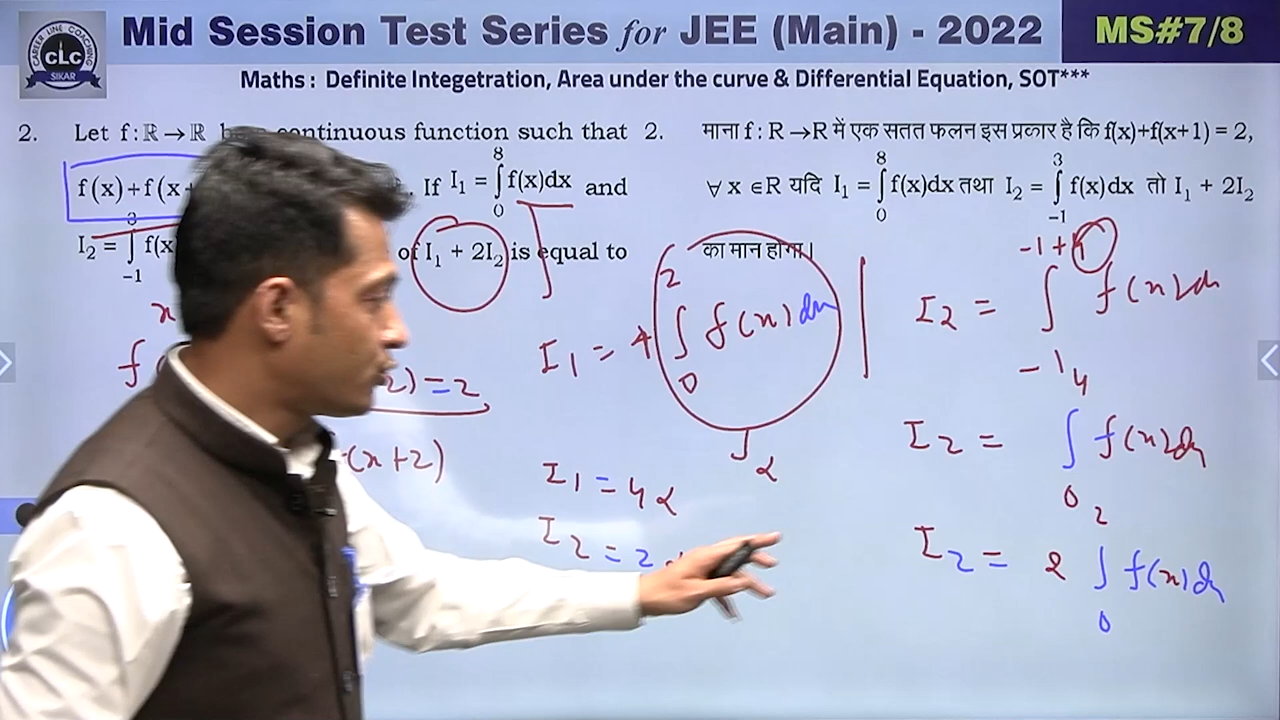 Mid Session Test Series for JEE (Main) - 2022
MS#7/8
CAREER LINE COACHING
CLC
SIKAR
Maths : Definite Integetration, Area under the curve & Differential Equation, SOT***
2. Let f : ℝ → ℝ continuous function such that
f(x)+f(x+ . If I₁ = ∫₀⁸ f(x)dx and
I₂ = ∫₋₁³ f(x of I₁ + 2I₂ is equal to
2. माना f : R →R में एक सतत फलन इस प्रकार है कि f(x)+f(x+1) = 2,
∀ x ∈R यदि I₁ = ∫₀⁸ f(x)dx तथा I₂ = ∫₋₁³ f(x)dx तो I₁ + 2I₂
का मान होगा।
x
f( 2) = 2
(x+2)
I₁ = 4 ∫₀² f(x)dx
α
I₁ = 4α
I₂ = 2
I₂ = ∫₋₁⁻¹⁺⁴ f(x)dx
I₂ = ∫₀⁴ f(x)dx
I₂ = 2 ∫₀² f(x)dx